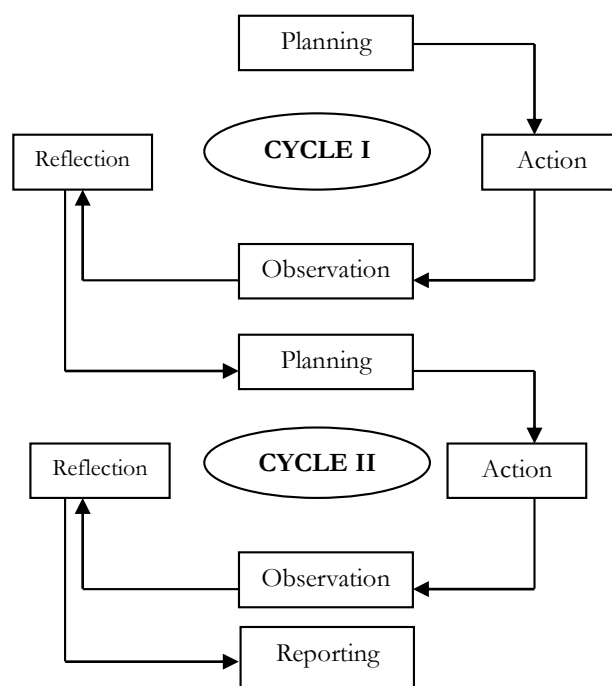 Planning
CYCLE I
Reflection
Action
Observation
Planning
CYCLE II
Reflection
Action
Observation
Reporting